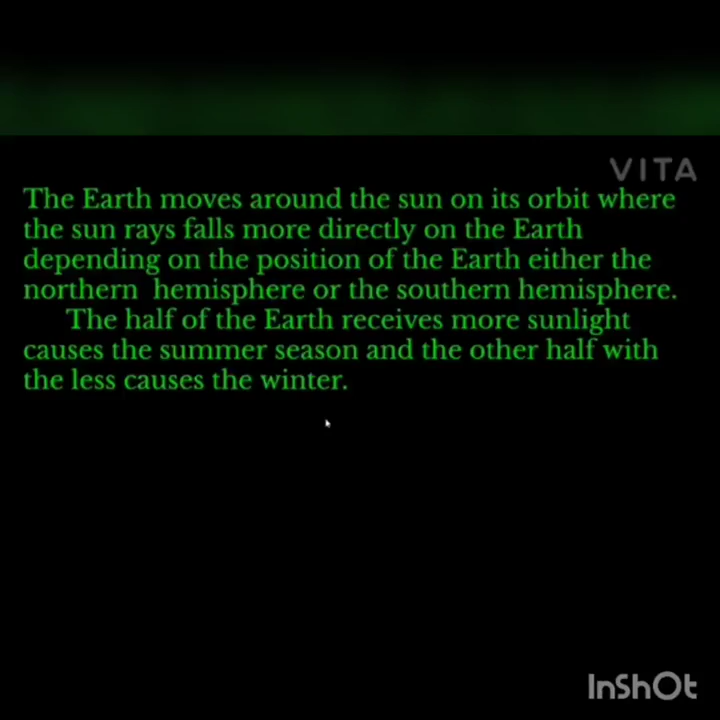 VITA
The Earth moves around the sun on its orbit where
the sun rays falls more directly on the Earth
depending on the position of the Earth either the
northern  hemisphere or the southern hemisphere.
The half of the Earth receives more sunlight
causes the summer season and the other half with
the less causes the winter.
InShOt